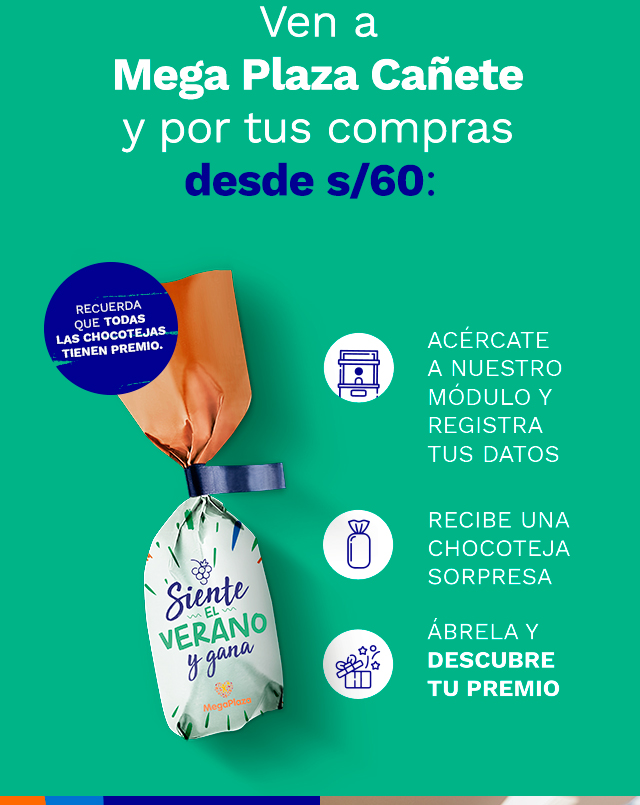 Ven a
Mega Plaza Cañete
y por tus compras
desde s/60:
RECUERDA
QUE TODAS
LAS CHOCOTEJAS
TIENEN PREMIO.
Siente
EL
VERANO
y gana
MegaPlaza
ACÉRCATE
A NUESTRO
MÓDULO Y
REGISTRA
TUS DATOS
RECIBE UNA
CHOCOTEJA
SORPRESA
ÁBRELA Y
DESCUBRE
TU PREMIO